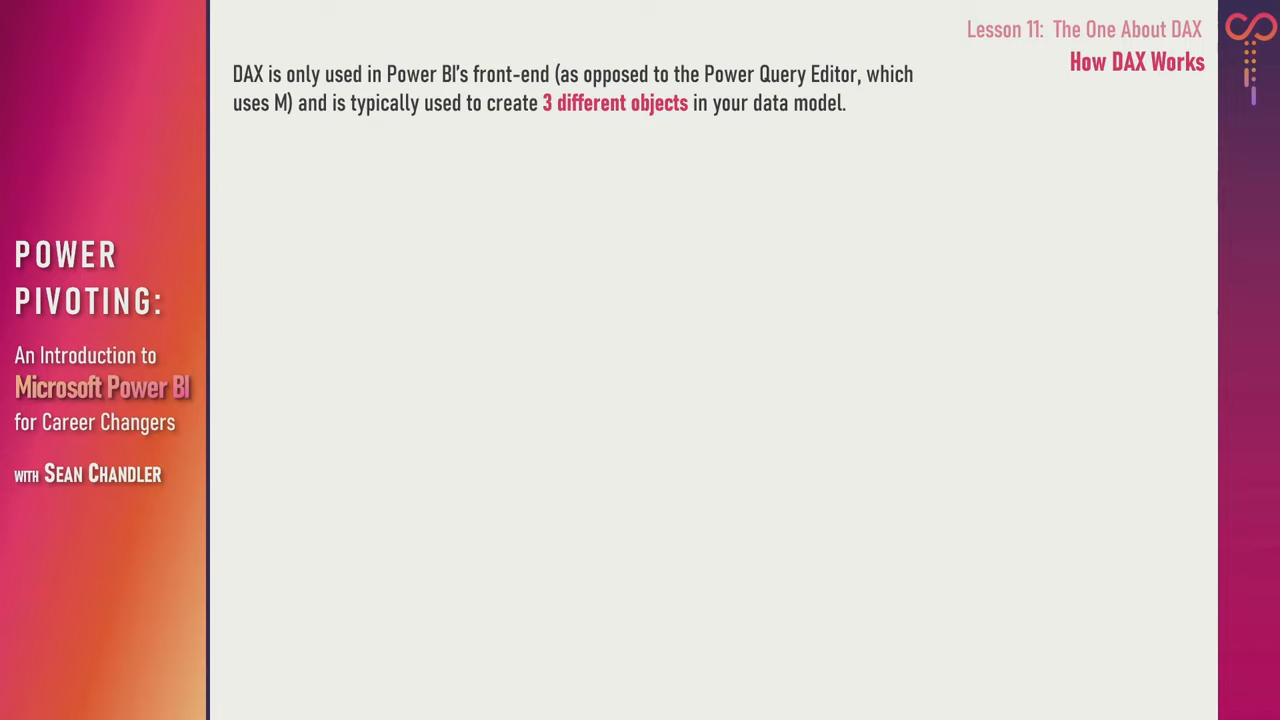 Lesson 11: The One About DAX
How DAX Works
DAX is only used in Power BI's front-end (as opposed to the Power Query Editor, which
uses M) and is typically used to create 3 different objects in your data model.
POWER
PIVOTING:
An Introduction to
Microsoft Power BI
for Career Changers
WITH SEAN CHANDLER